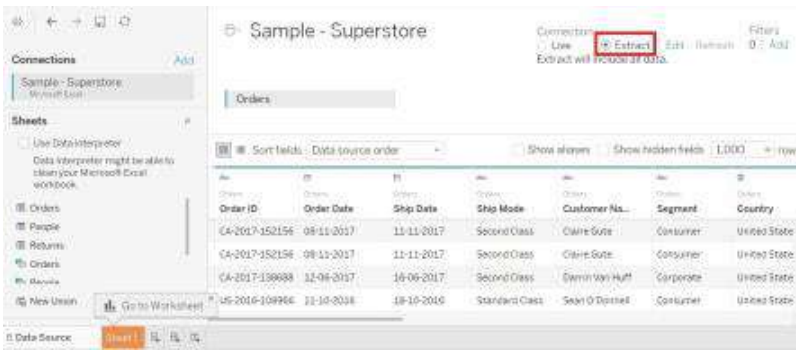 Sample - Superstore
Connection
Live
Extract
Edit
Refresh
Filters
0
Add
Extract will include all data.
Connections
Add
Sample - Superstore
Microsoft Excel
Orders
Sheets
Use Data Interpreter
Data Interpreter might be able to
clean your Microsoft Excel
workbook.
Orders
People
Returns
Orders
People
New Union
Sort fields
Data source order
Show aliases
Show hidden fields
1,000
row
Orders Orders Orders Orders Orders Orders Orders
Order ID Order Date Ship Date Ship Mode Customer Na... Segment Country
CA-2017-152156 08-11-2017 11-11-2017 Second Class Claire Gute Consumer United State
CA-2017-152156 08-11-2017 11-11-2017 Second Class Claire Gute Consumer United State
CA-2017-138688 12-06-2017 16-06-2017 Second Class Darrin Van Huff Corporate United State
US-2016-108966 11-10-2016 18-10-2016 Standard Class Sean O'Donnell Consumer United State
Go to Worksheet
Data Source
Sheet 1